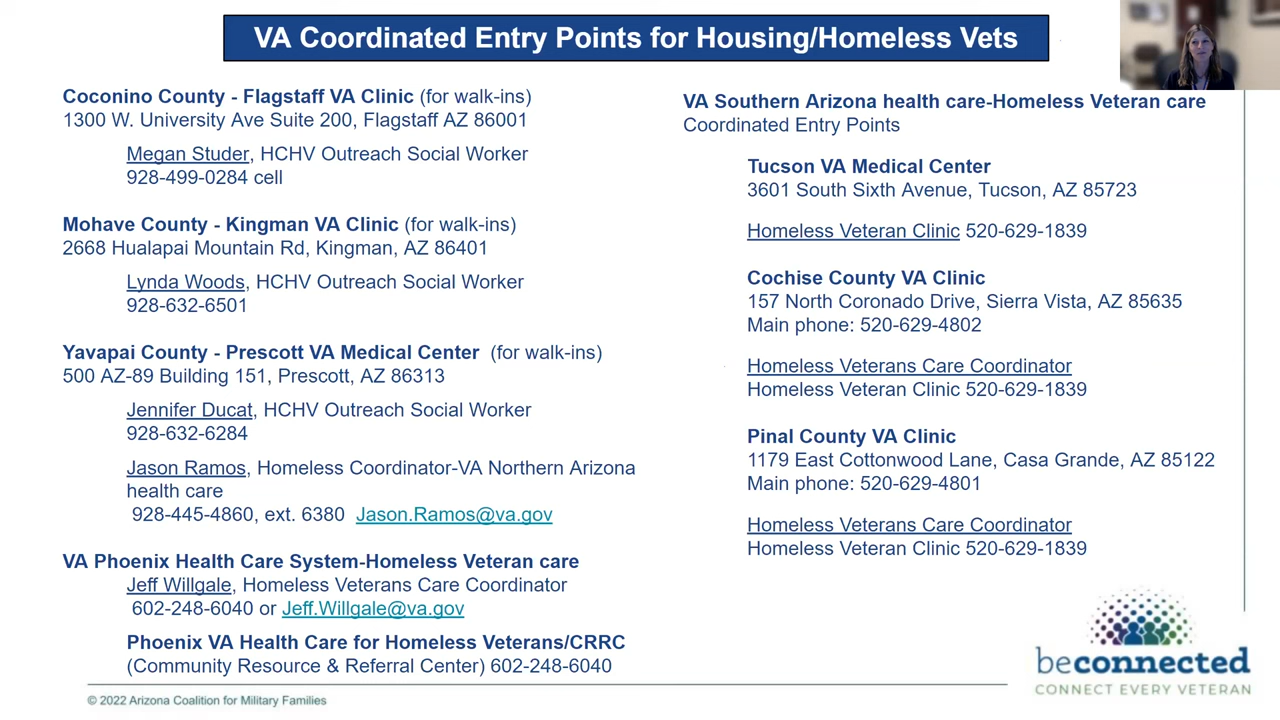 VA Coordinated Entry Points for Housing/Homeless Vets
Coconino County - Flagstaff VA Clinic (for walk-ins)
1300 W. University Ave Suite 200, Flagstaff AZ 86001
Megan Studer, HCHV Outreach Social Worker
928-499-0284 cell
Mohave County - Kingman VA Clinic (for walk-ins)
2668 Hualapai Mountain Rd, Kingman, AZ 86401
Lynda Woods, HCHV Outreach Social Worker
928-632-6501
Yavapai County - Prescott VA Medical Center (for walk-ins)
500 AZ-89 Building 151, Prescott, AZ 86313
Jennifer Ducat, HCHV Outreach Social Worker
928-632-6284
Jason Ramos, Homeless Coordinator-VA Northern Arizona
health care
928-445-4860, ext. 6380 Jason.Ramos@va.gov
VA Phoenix Health Care System-Homeless Veteran care
Jeff Willgale, Homeless Veterans Care Coordinator
602-248-6040 or Jeff.Willgale@va.gov
Phoenix VA Health Care for Homeless Veterans/CRRC
(Community Resource & Referral Center) 602-248-6040
VA Southern Arizona health care-Homeless Veteran care
Coordinated Entry Points
Tucson VA Medical Center
3601 South Sixth Avenue, Tucson, AZ 85723
Homeless Veteran Clinic 520-629-1839
Cochise County VA Clinic
157 North Coronado Drive, Sierra Vista, AZ 85635
Main phone: 520-629-4802
Homeless Veterans Care Coordinator
Homeless Veteran Clinic 520-629-1839
Pinal County VA Clinic
1179 East Cottonwood Lane, Casa Grande, AZ 85122
Main phone: 520-629-4801
Homeless Veterans Care Coordinator
Homeless Veteran Clinic 520-629-1839
beconnected
CONNECT EVERY VETERAN
© 2022 Arizona Coalition for Military Families